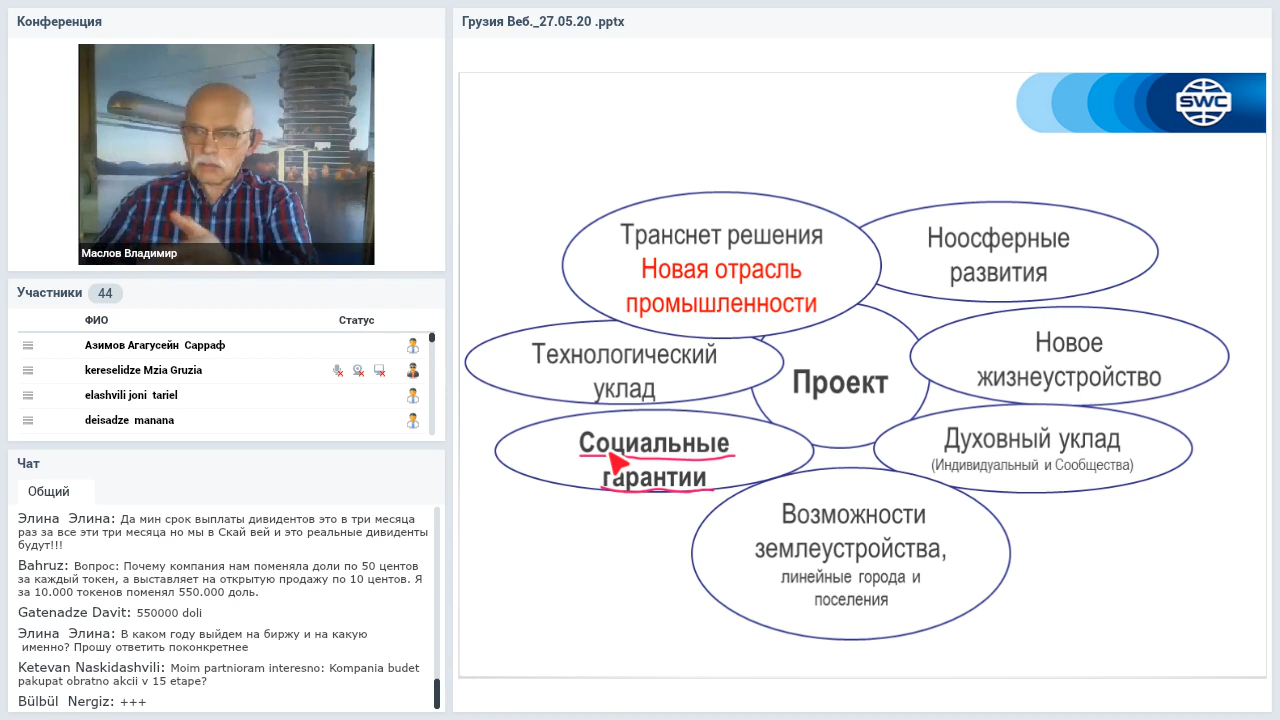 Конференция
Маслов Владимир
Участники 44
ФИО Статус
Азимов Агагусейн Сарраф
kereselidze Mzia Gruzia
elashvili joni tariel
deisadze manana
Чат
Общий
Элина Элина: Да мин срок выплаты дивидентов это в три месяца
раз за все эти три месяца но мы в Скай вей и это реальные дивиденты
будут!!!
Bahruz: Вопрос: Почему компания нам поменяла доли по 50 центов
за каждый токен, а выставляет на открытую продажу по 10 центов. Я
за 10.000 токенов поменял 550.000 доль.
Gatenadze Davit: 550000 doli
Элина Элина: В каком году выйдем на биржу и на какую
именно? Прошу ответить поконкретнее
Ketevan Naskidashvili: Moim partnioram interesno: Kompania budet
pakupat obratno akcii v 15 etape?
Bülbül Nergiz: +++
Грузия Веб._27.05.20 .pptx
SWC
Транснет решения
Новая отрасль
промышленности
Ноосферные
развития
Технологический
уклад
Проект
Новое
жизнеустройство
Социальные
гарантии
Духовный уклад
(Индивидуальный и Сообщества)
Возможности
землеустройства,
линейные города и
поселения